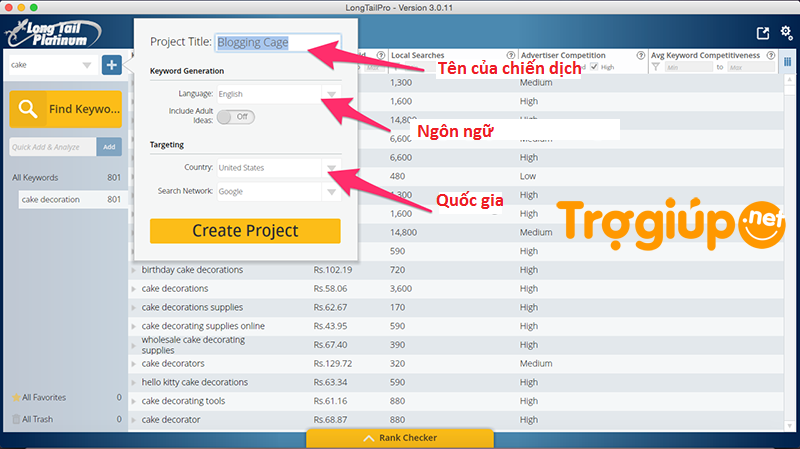 LongTailPro - Version 3.0.11
Long Tail
Platinum
cake
Project Title: Blogging Cage
Tên của chiến dịch
Keyword Generation
Language: English
Ngôn ngữ
Include Adult
Ideas: Off
Targeting
Country: United States
Quốc gia
Search Network: Google
Create Project
Local Searches
Advertiser Competition
High
Avg Keyword Competitiveness
Min to Max
Find Keywo...
Quick Add & Analyze Add
All Keywords 801
cake decoration 801
1,300 Medium
1,600 High
14,800 High
6,600 Medium
6,600 High
480 Low
1,300 High
1,600 High
14,800 Medium
590 High
Trợgiúp.net
birthday cake decorations Rs.102.19 720 High
cake decorations Rs.58.06 3,600 High
cake decorations supplies Rs.62.67 170 High
cake decorating supplies online Rs.43.95 590 High
wholesale cake decorating
supplies Rs.67.40 390 High
cake decorators Rs.129.72 320 Medium
hello kitty cake decorations Rs.63.34 590 High
cake decorating tools Rs.61.16 880 High
cake decorator Rs.68.87 880 High
All Favorites 0
All Trash 0
Rank Checker